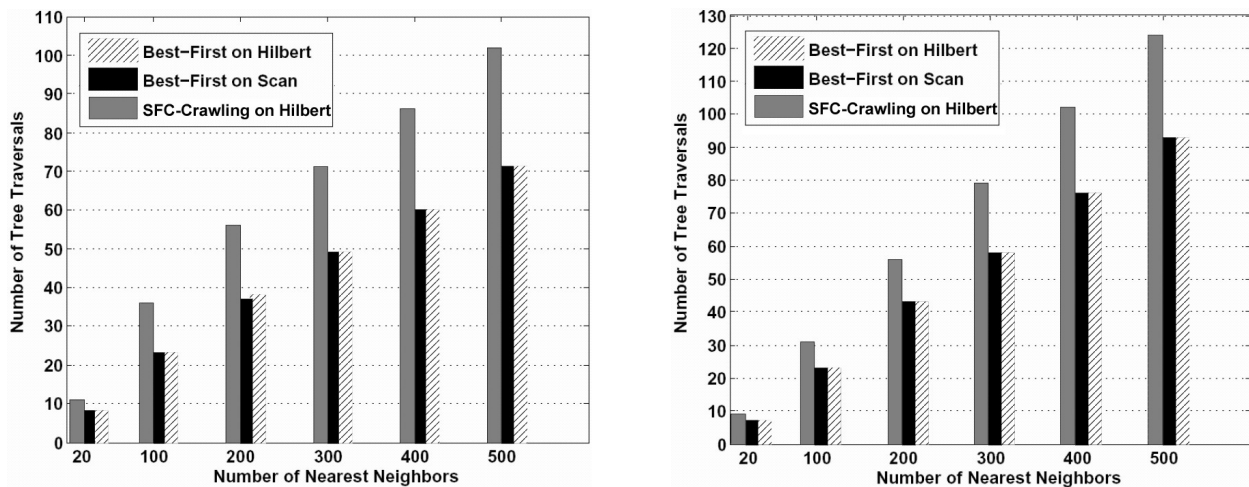 110
100
90
80
70
60
50
40
30
20
10
0
Number of Tree Traversals
Best−First on Hilbert
Best−First on Scan
SFC-Crawling on Hilbert
20 100 200 300 400 500
Number of Nearest Neighbors
130
120
110
100
90
80
70
60
50
40
30
20
10
0
Number of Tree Traversals
Best−First on Hilbert
Best−First on Scan
SFC-Crawling on Hilbert
20 100 200 300 400 500
Number of Nearest Neighbors